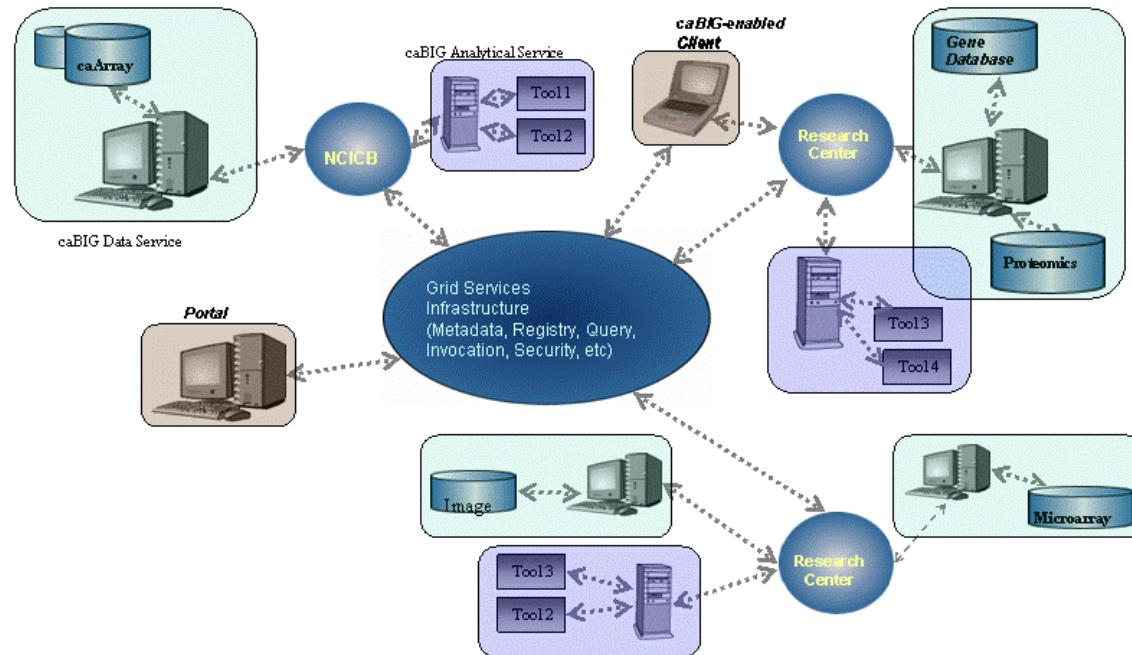 caArray
caBIG Data Service
NCICB
caBIG Analytical Service
Tool1
Tool2
caBIG-enabled
Client
Research
Center
Gene
Database
Proteomics
Tool3
Tool4
Grid Services
Infrastructure
(Metadata, Registry, Query,
Invocation, Security, etc)
Portal
Image
Tool3
Tool2
Research
Center
Microarray